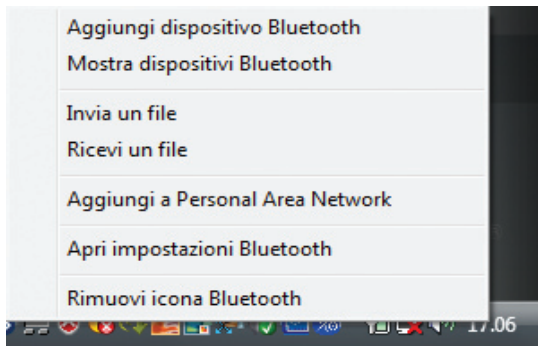 Aggiungi dispositivo Bluetooth
Mostra dispositivi Bluetooth
Invia un file
Ricevi un file
Aggiungi a Personal Area Network
Apri impostazioni Bluetooth
Rimuovi icona Bluetooth
17.06